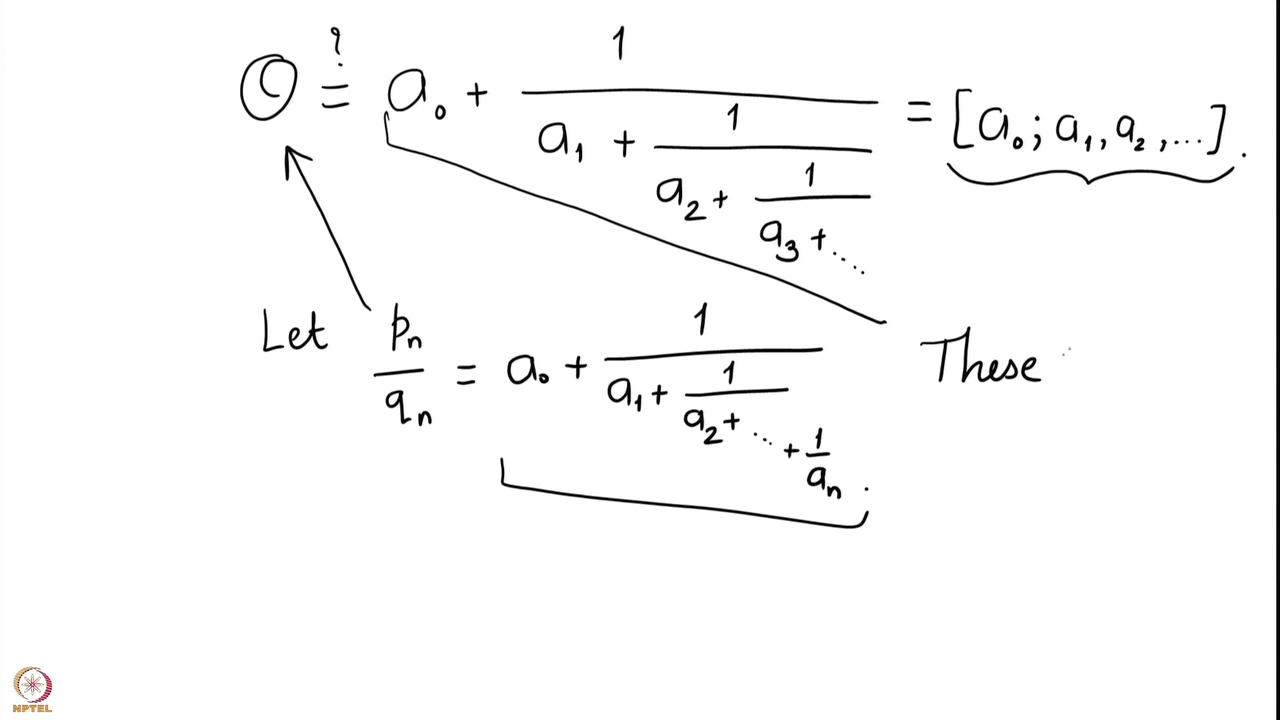 Θ ≟ a₀ + 1/(a₁ + 1/(a₂ + 1/(a₃ + ....))) = [a₀; a₁, a₂, ...].
Let pₙ/qₙ = a₀ + 1/(a₁ + 1/(a₂ + ... + 1/aₙ)). These
NPTEL